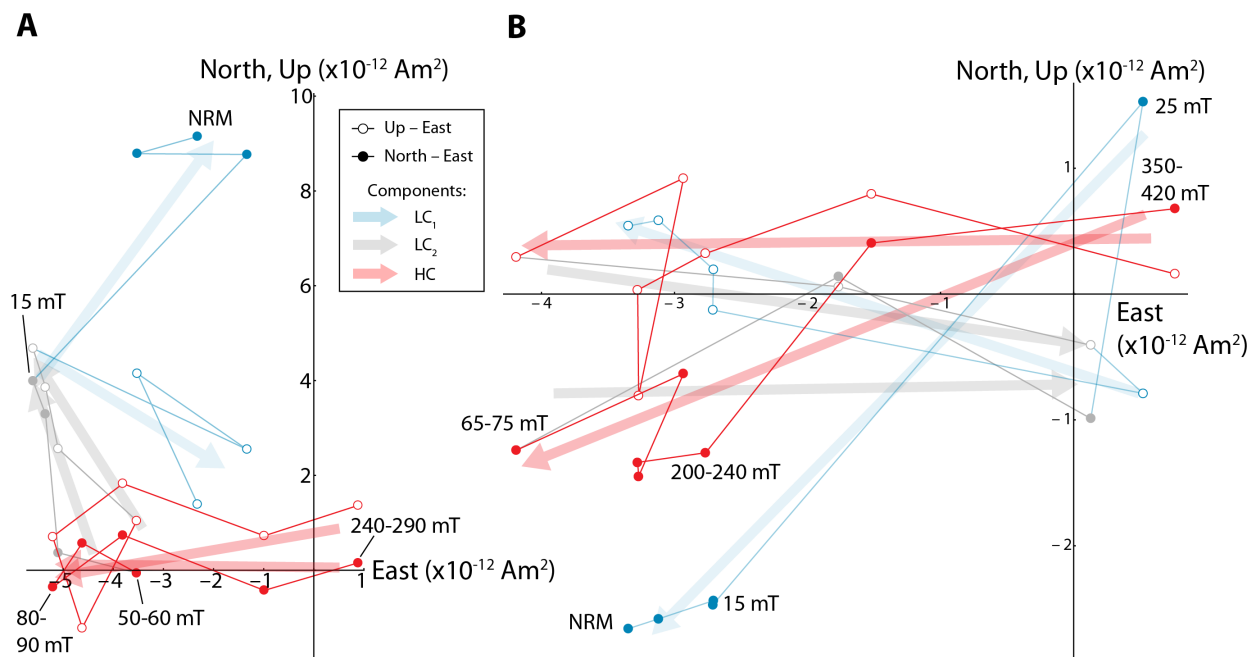 A
North, Up (x10⁻¹² Am²)
10
8
6
4
2
NRM
15 mT
Up – East
North – East
Components:
LC₁
LC₂
HC
240-290 mT
−5
−4
−3
−2
−1
1
East (x10⁻¹² Am²)
80-
90 mT
50-60 mT
B
North, Up (x10⁻¹² Am²)
25 mT
1
350-
420 mT
−4
−3
−2
−1
East
(x10⁻¹² Am²)
65-75 mT
−1
200-240 mT
−2
15 mT
NRM